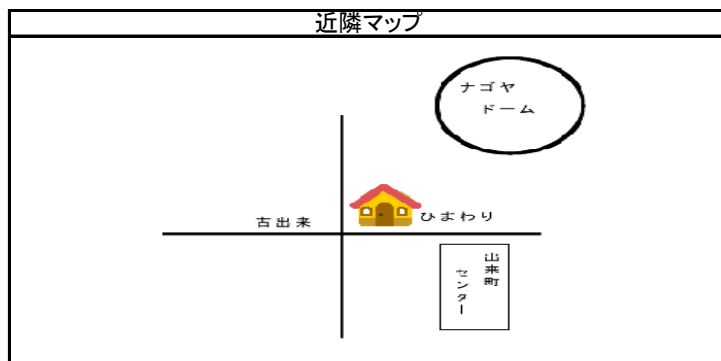 近隣マップ
ナゴヤ
ドーム
古出来
ひまわり
山来町
センター